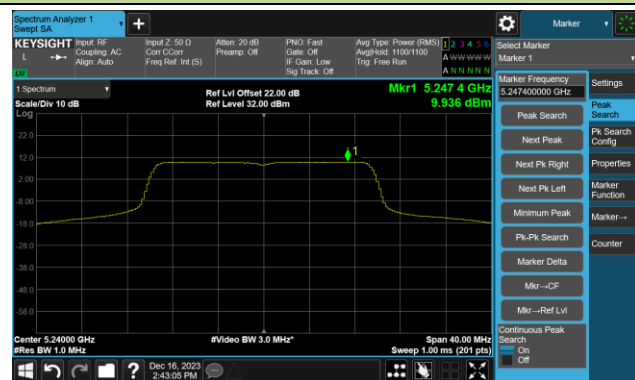 Spectrum Analyzer 1
Swept SA
Marker
KEYSIGHT
L
Input: RF
Coupling: AC
Align: Auto
Input Z: 50 Ω
Corr CCorr
Freq Ref: Int (S)
Atten: 20 dB
Preamp: Off
PNO: Fast
Gate: Off
IF Gain: Low
Sig Track: Off
Avg Type: Power (RMS)
Avg|Hold: 1100/1100
Trig: Free Run
1 2 3 4 5 6
A W W W W W
A N N N N N
Select Marker
Marker 1
1 Spectrum
Scale/Div 10 dB
Log
Ref Lvl Offset 22.00 dB
Ref Level 32.00 dBm
Mkr1 5.247 4 GHz
9.936 dBm
22.0
12.0
2.00
-8.00
-18.0
-28.0
-38.0
-48.0
-58.0
1
Center 5.24000 GHz
#Res BW 1.0 MHz
#Video BW 3.0 MHz*
Span 40.00 MHz
Sweep 1.00 ms (201 pts)
Marker Frequency
5.247400000 GHz
Peak Search
Next Peak
Next Pk Right
Next Pk Left
Minimum Peak
Pk-Pk Search
Marker Delta
Mkr→CF
Mkr→Ref Lvl
Continuous Peak
Search
On
Off
Settings
Peak
Search
Pk Search
Config
Properties
Marker
Function
Marker→
Counter
Dec 16, 2023
2:43:05 PM